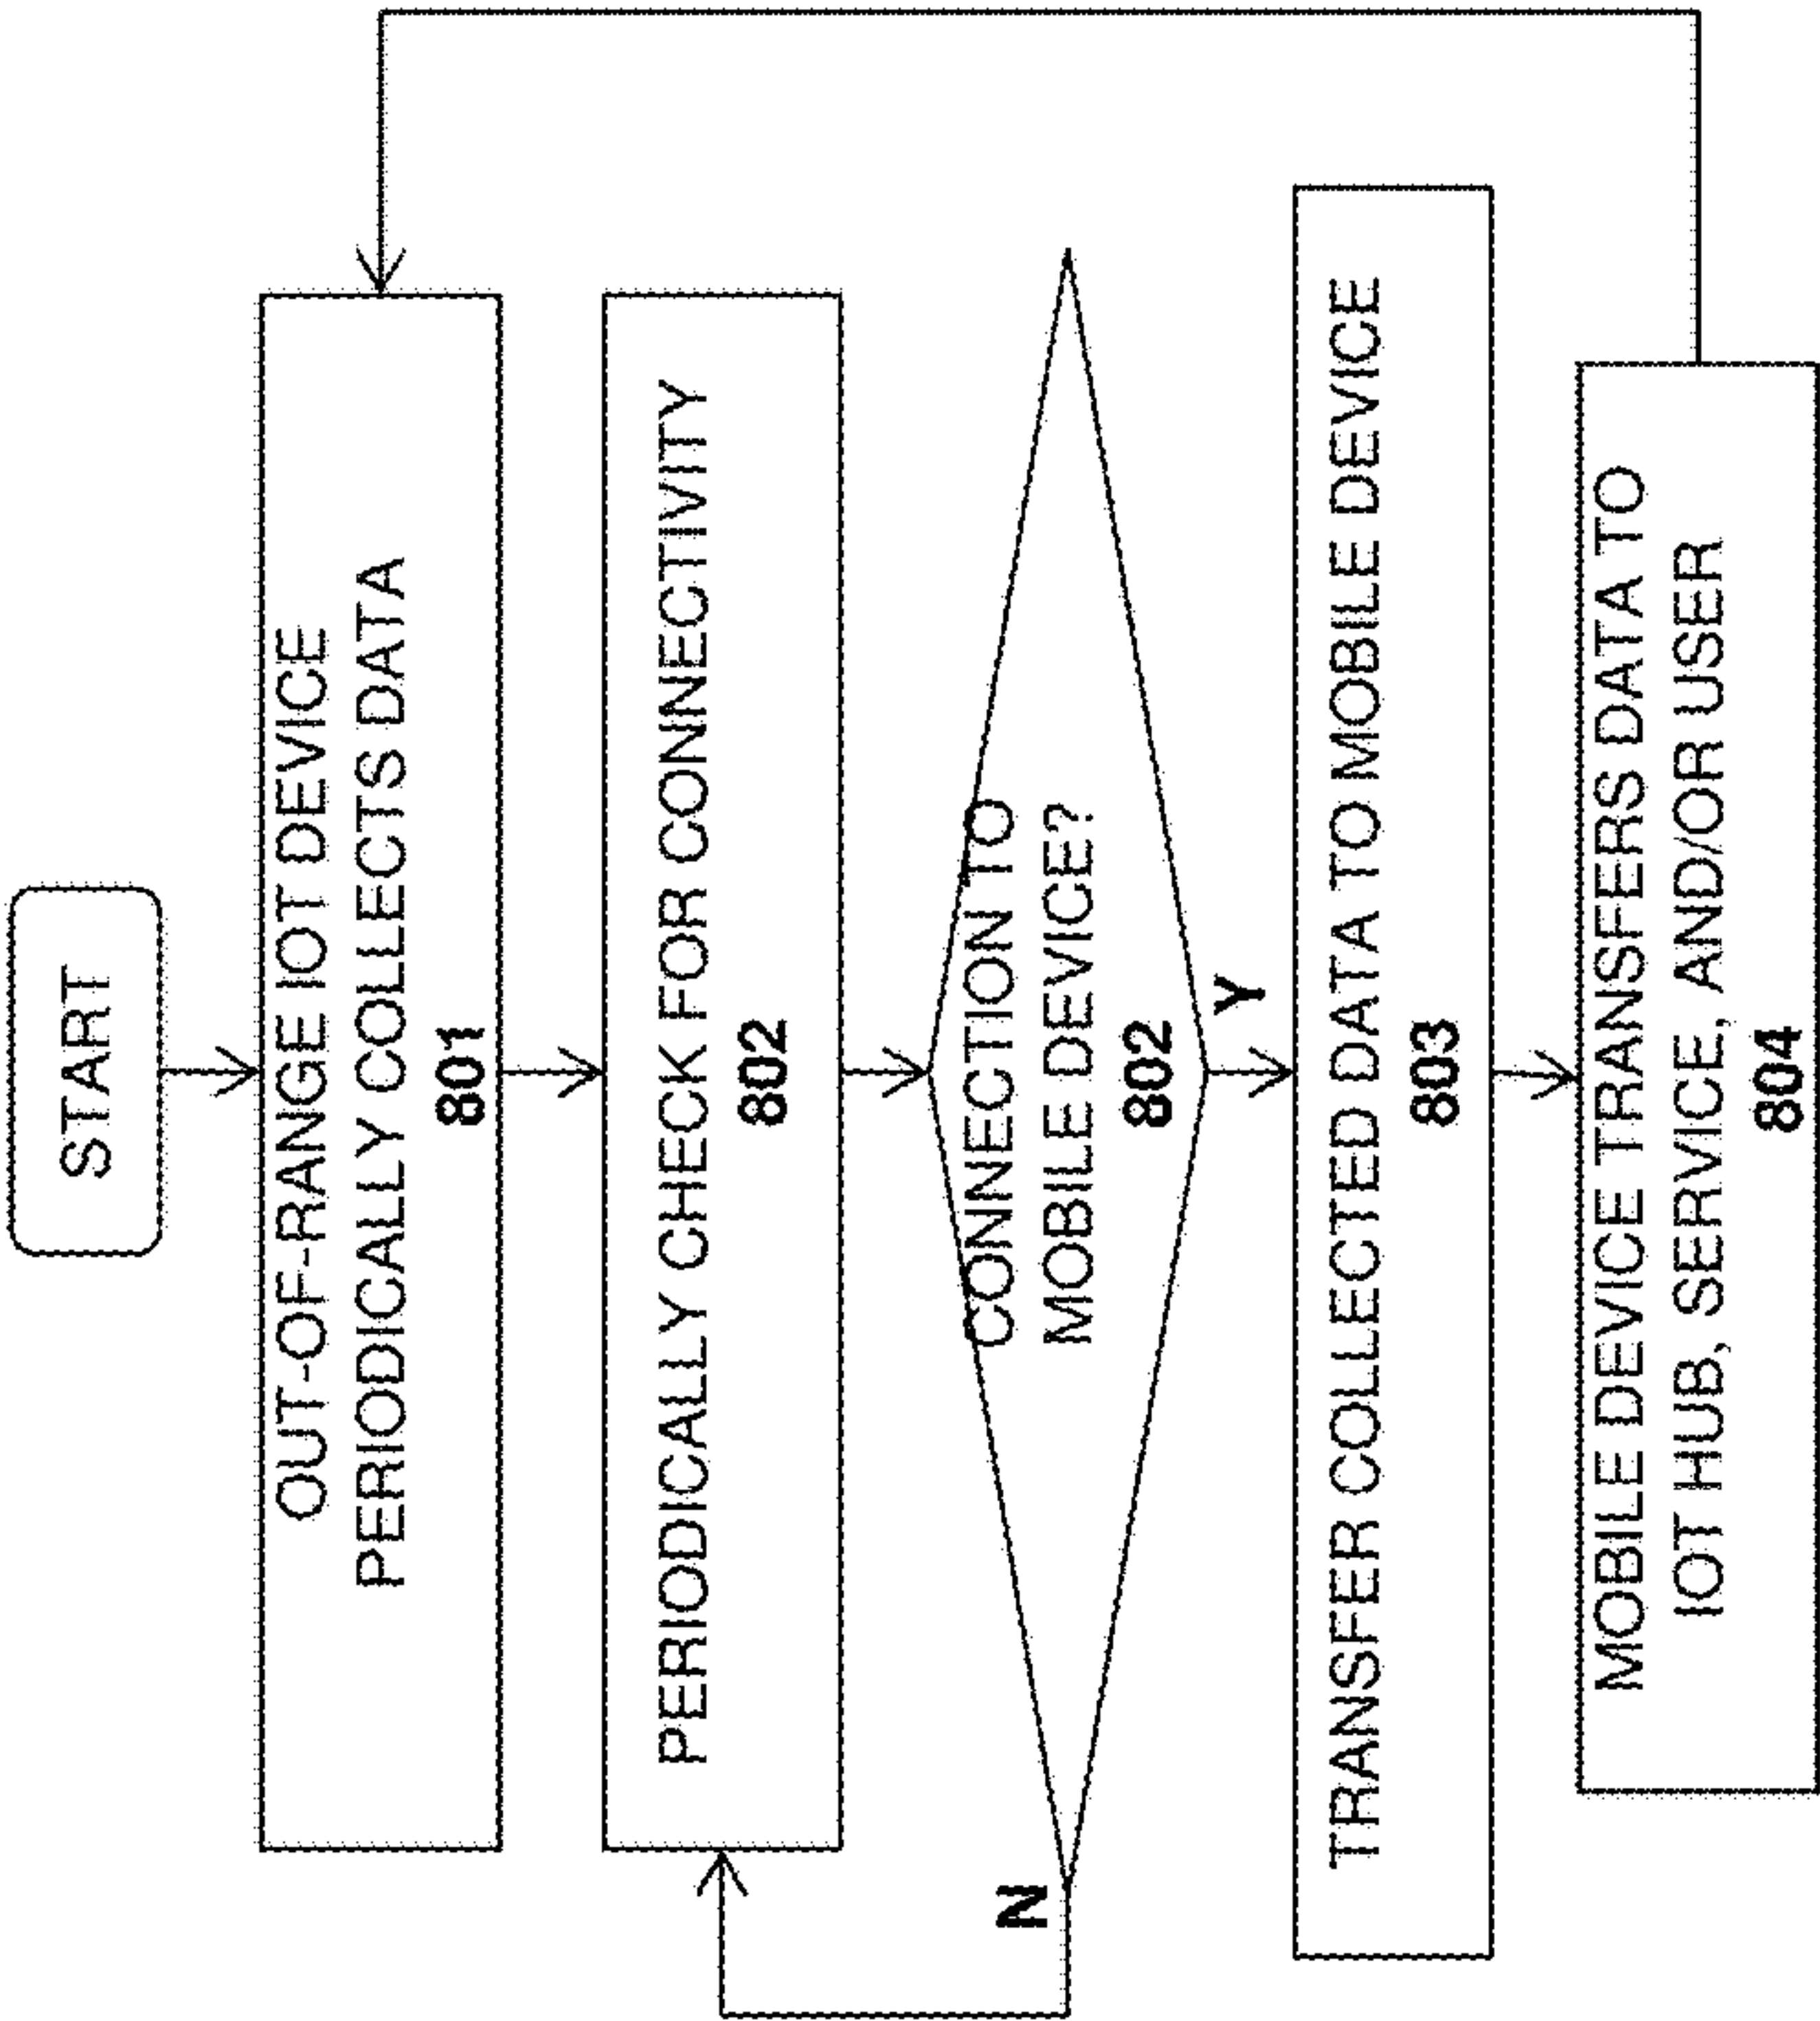 START
OUT-OF-RANGE IOT DEVICE
PERIODICALLY COLLECTS DATA
801
PERIODICALLY CHECK FOR CONNECTIVITY
802
CONNECTION TO
MOBILE DEVICE?
802
N
Y
TRANSFER COLLECTED DATA TO MOBILE DEVICE
803
MOBILE DEVICE TRANSFERS DATA TO
IOT HUB, SERVICE, AND/OR USER
804